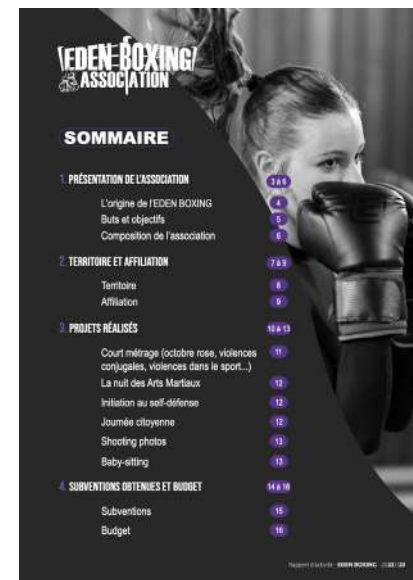 EDEN BOXING
ASSOCIATION
SOMMAIRE
1. PRÉSENTATION DE L'ASSOCIATION 3 à 6
L'origine de l'EDEN BOXING 4
Buts et objectifs 5
Composition de l'association 6
2. TERRITOIRE ET AFFILIATION 7 à 9
Territoire 8
Affiliation 9
3. PROJETS RÉALISÉS 10 à 13
Court métrage (octobre rose, violences 11
conjugales, violences dans le sport...)
La nuit des Arts Martiaux 12
Initiation au self-défense 12
Journée citoyenne 12
Shooting photos 13
Baby-sitting 13
4. SUBVENTIONS OBTENUES ET BUDGET 14 à 16
Subventions 15
Budget 16
Rapport d'activité - EDEN BOXING -